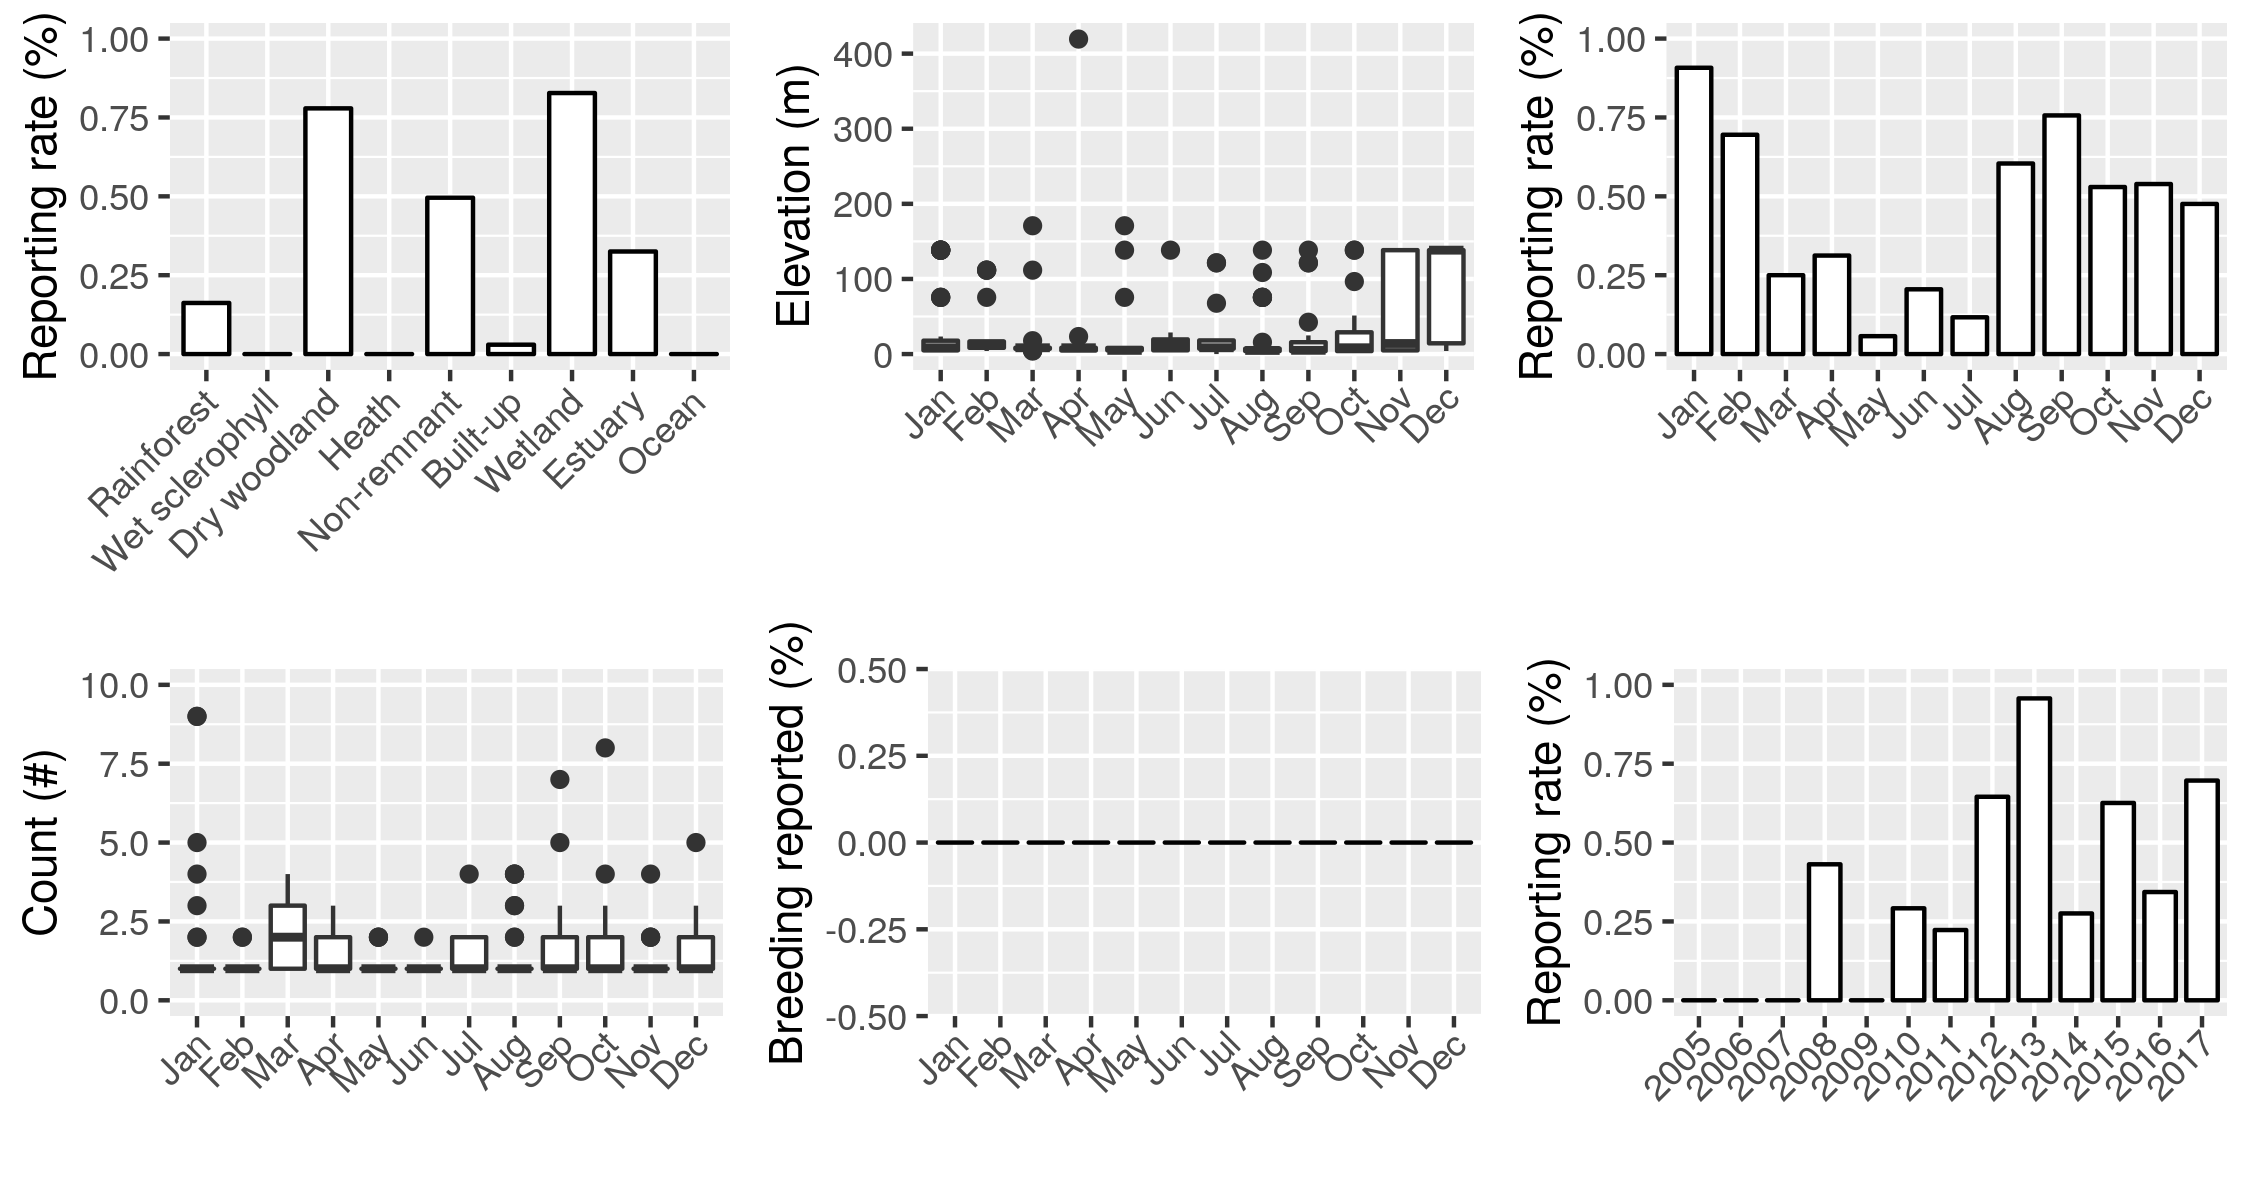 Reporting rate (%)
1.00
0.75
0.50
0.25
0.00
Rainforest
Wet sclerophyll
Dry woodland
Heath
Non-remnant
Built-up
Wetland
Estuary
Ocean
Elevation (m)
400
300
200
100
0
Jan
Feb
Mar
Apr
May
Jun
Jul
Aug
Sep
Oct
Nov
Dec
Reporting rate (%)
1.00
0.75
0.50
0.25
0.00
Jan
Feb
Mar
Apr
May
Jun
Jul
Aug
Sep
Oct
Nov
Dec
Count (#)
10.0
7.5
5.0
2.5
0.0
Jan
Feb
Mar
Apr
May
Jun
Jul
Aug
Sep
Oct
Nov
Dec
Breeding reported (%)
0.50
0.25
0.00
-0.25
-0.50
Jan
Feb
Mar
Apr
May
Jun
Jul
Aug
Sep
Oct
Nov
Dec
Reporting rate (%)
1.00
0.75
0.50
0.25
0.00
2005
2006
2007
2008
2009
2010
2011
2012
2013
2014
2015
2016
2017